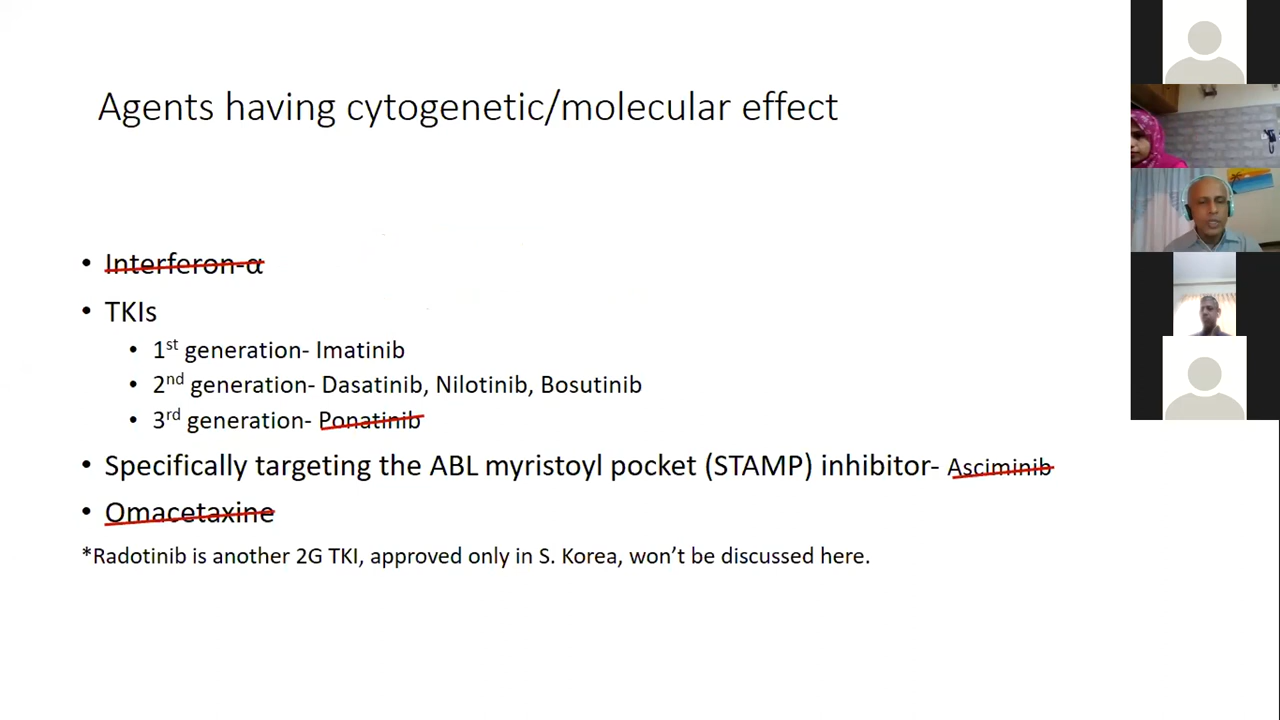 Agents having cytogenetic/molecular effect
• Interferon-α
• TKIs
• 1st generation- Imatinib
• 2nd generation- Dasatinib, Nilotinib, Bosutinib
• 3rd generation- Ponatinib
• Specifically targeting the ABL myristoyl pocket (STAMP) inhibitor- Asciminib
• Omacetaxine
*Radotinib is another 2G TKI, approved only in S. Korea, won’t be discussed here.